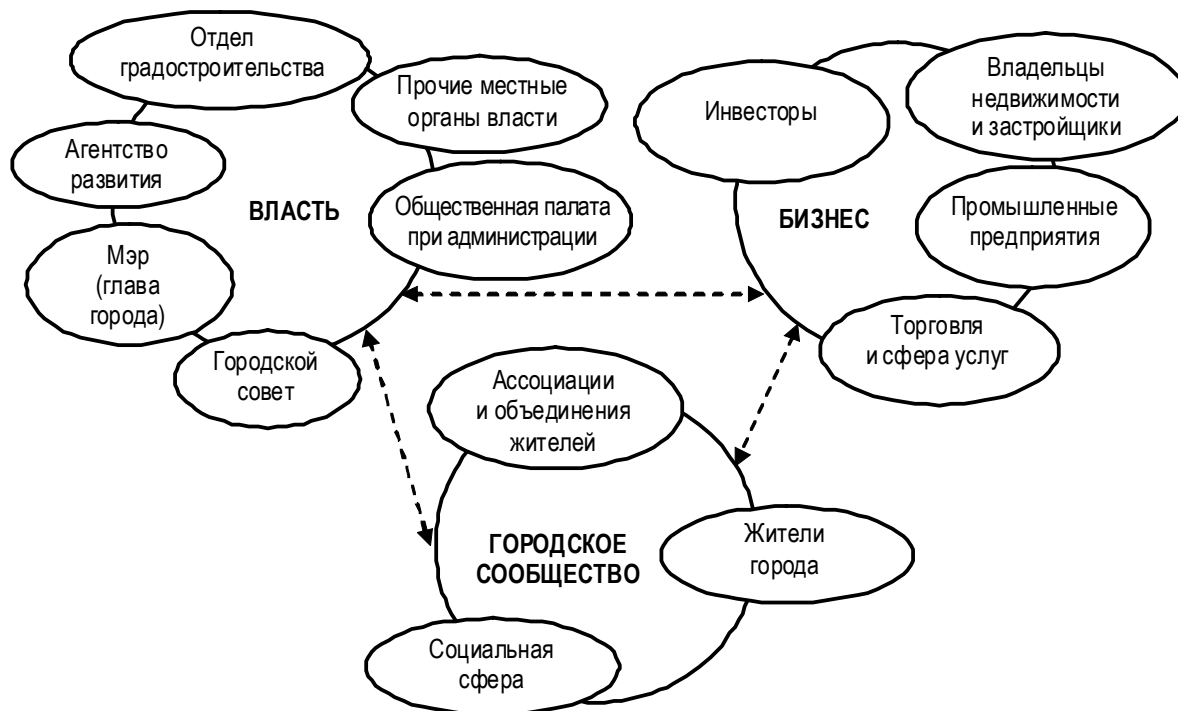 Отдел
градостроительства
Прочие местные
органы власти
Агентство
развития
ВЛАСТЬ
Общественная палата
при администрации
Мэр
(глава
города)
Городской
совет
Инвесторы
Владельцы
недвижимости
и застройщики
БИЗНЕС
Промышленные
предприятия
Торговля
и сфера услуг
Ассоциации
и объединения
жителей
ГОРОДСКОЕ
СООБЩЕСТВО
Жители
города
Социальная
сфера